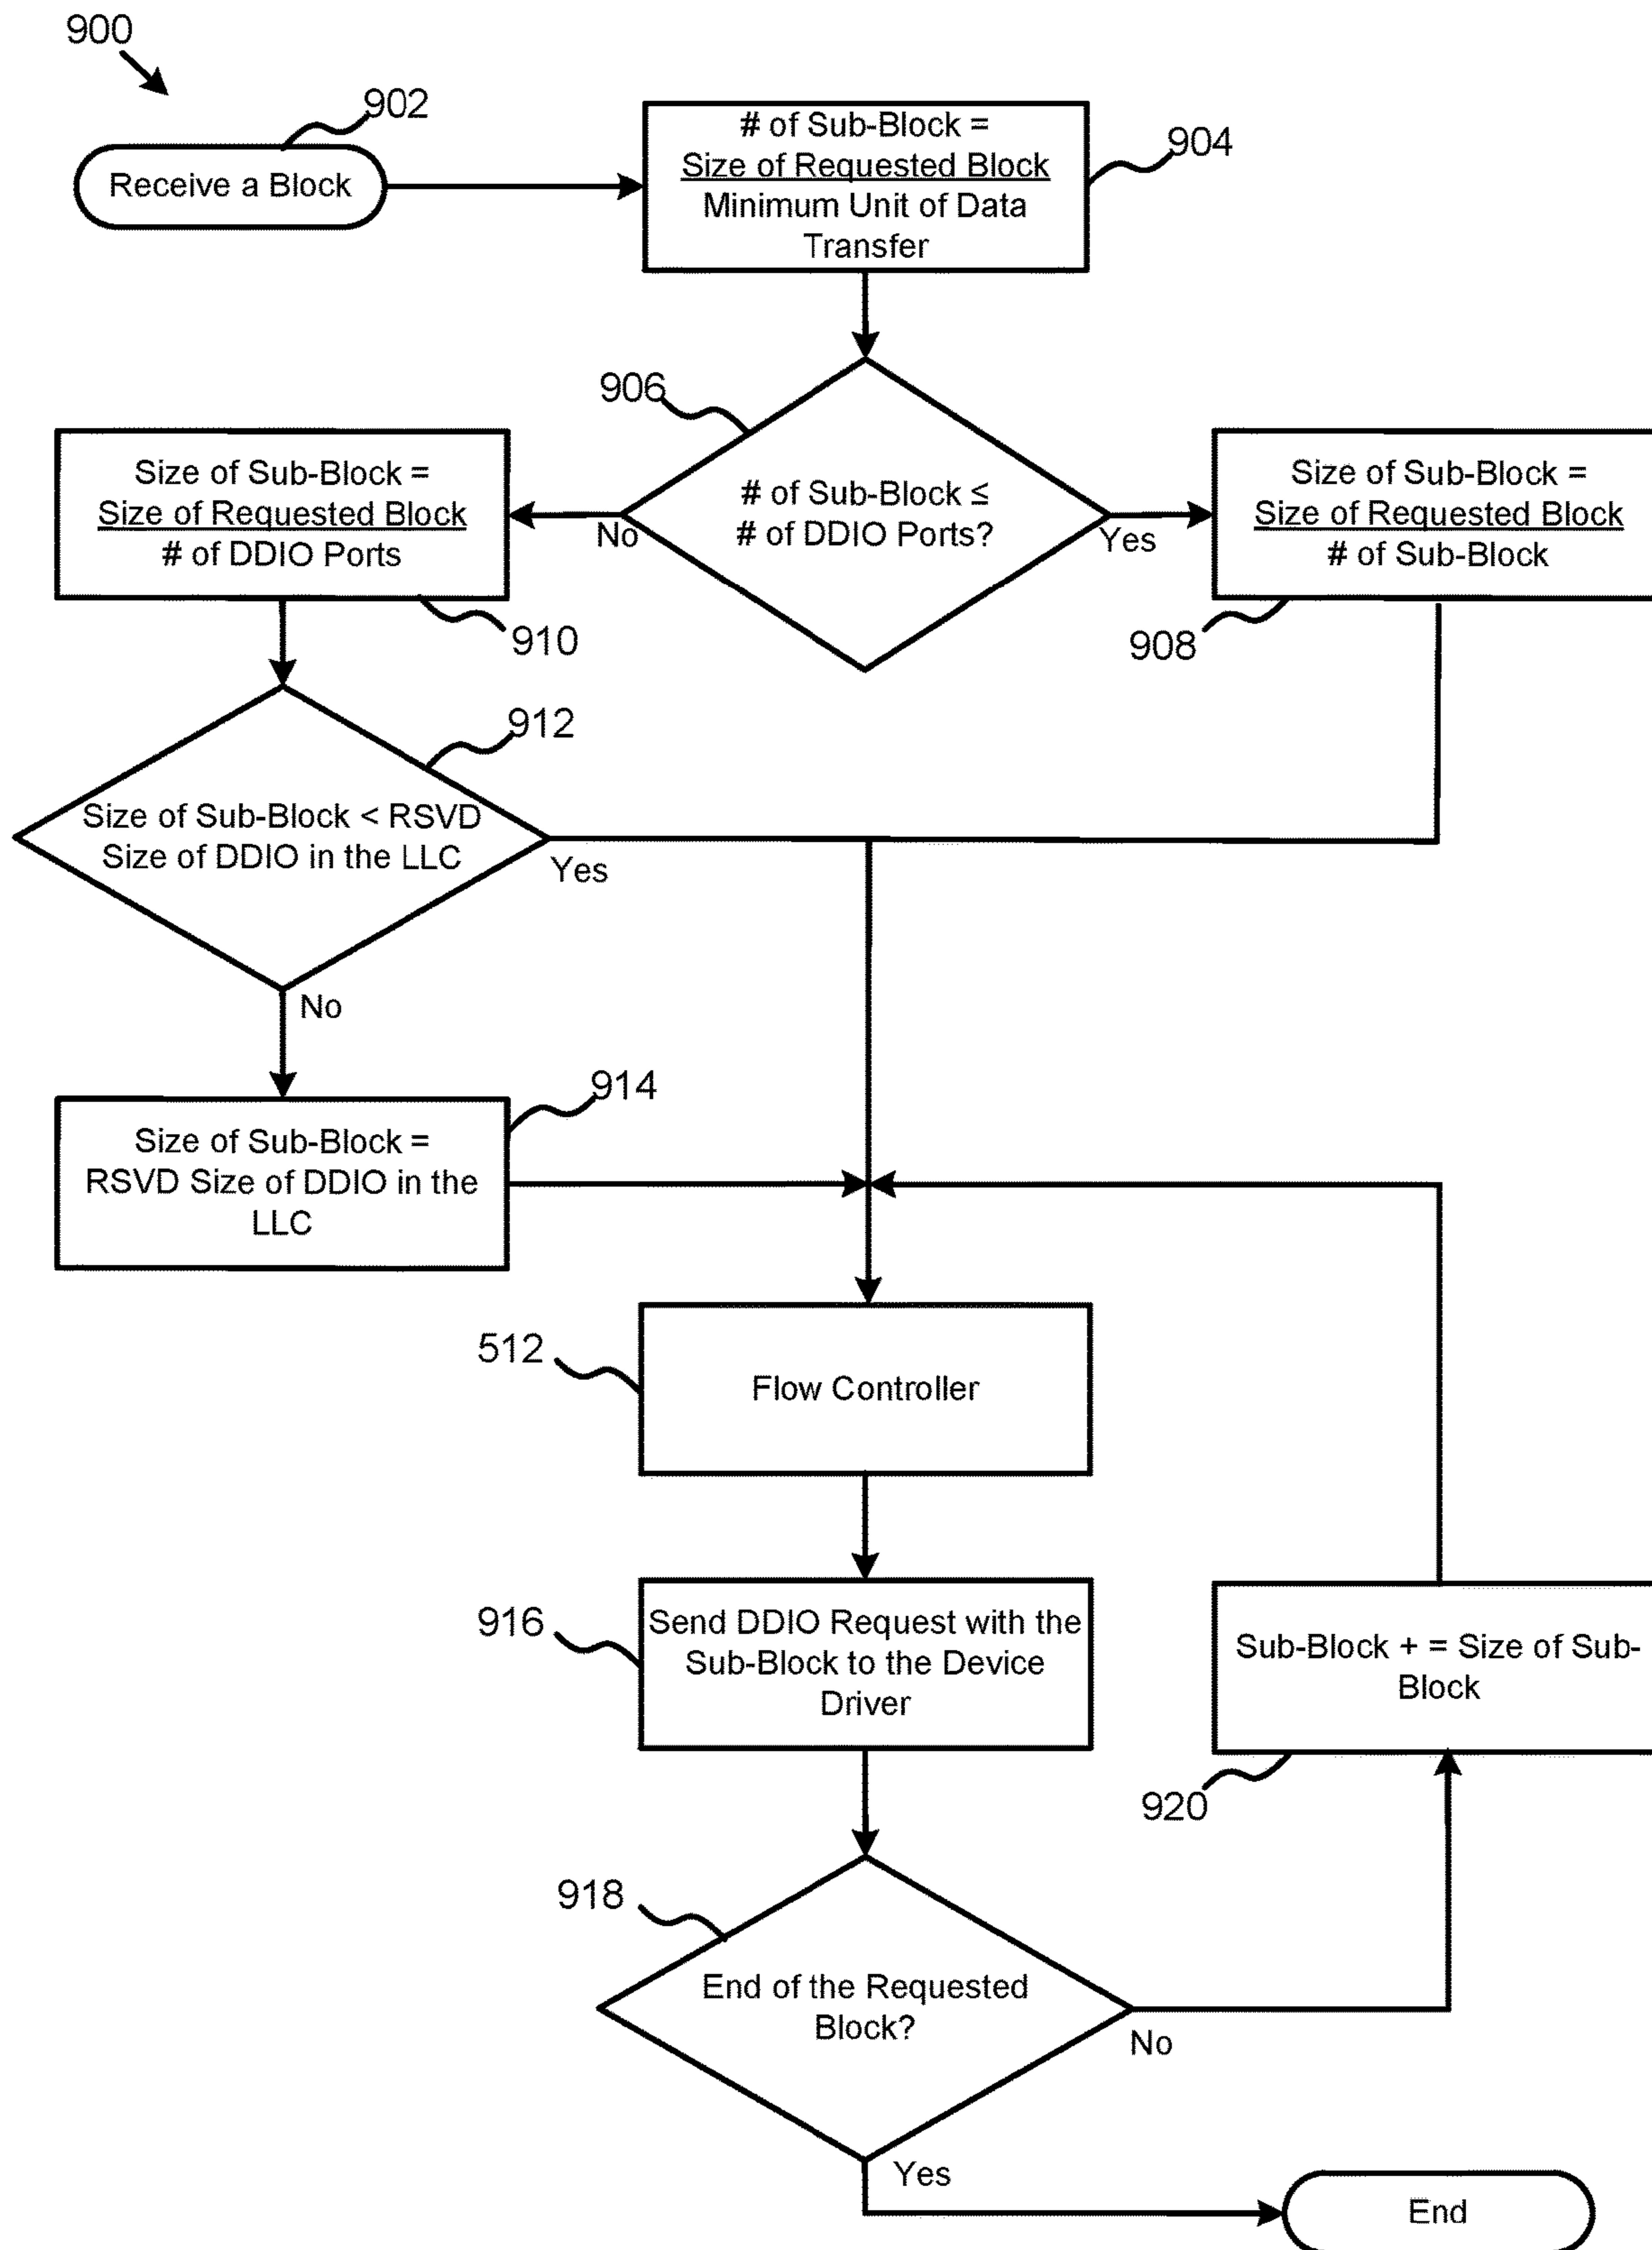 900
902
Receive a Block
# of Sub-Block =
Size of Requested Block
Minimum Unit of Data
Transfer
904
906
# of Sub-Block ≤
# of DDIO Ports?
No
Yes
Size of Sub-Block =
Size of Requested Block
# of DDIO Ports
910
Size of Sub-Block =
Size of Requested Block
# of Sub-Block
908
912
Size of Sub-Block < RSVD
Size of DDIO in the LLC
Yes
No
914
Size of Sub-Block =
RSVD Size of DDIO in the
LLC
512
Flow Controller
916
Send DDIO Request with the
Sub-Block to the Device
Driver
Sub-Block + = Size of Sub-
Block
920
918
End of the Requested
Block?
No
Yes
End